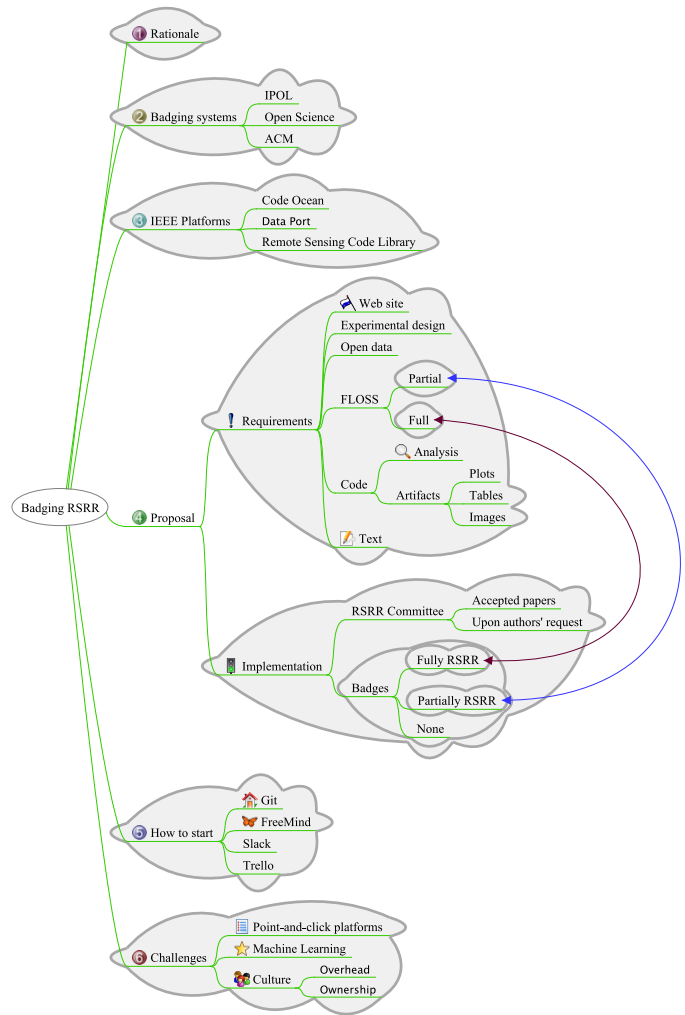 Badging RSRR
1 Rationale
2 Badging systems
IPOL
Open Science
ACM
3 IEEE Platforms
Code Ocean
Data Port
Remote Sensing Code Library
4 Proposal
Requirements
Web site
Experimental design
Open data
FLOSS
Partial
Full
Code
Analysis
Artifacts
Plots
Tables
Images
Text
Implementation
RSRR Committee
Accepted papers
Upon authors' request
Badges
Fully RSRR
Partially RSRR
None
5 How to start
Git
FreeMind
Slack
Trello
6 Challenges
Point-and-click platforms
Machine Learning
Culture
Overhead
Ownership